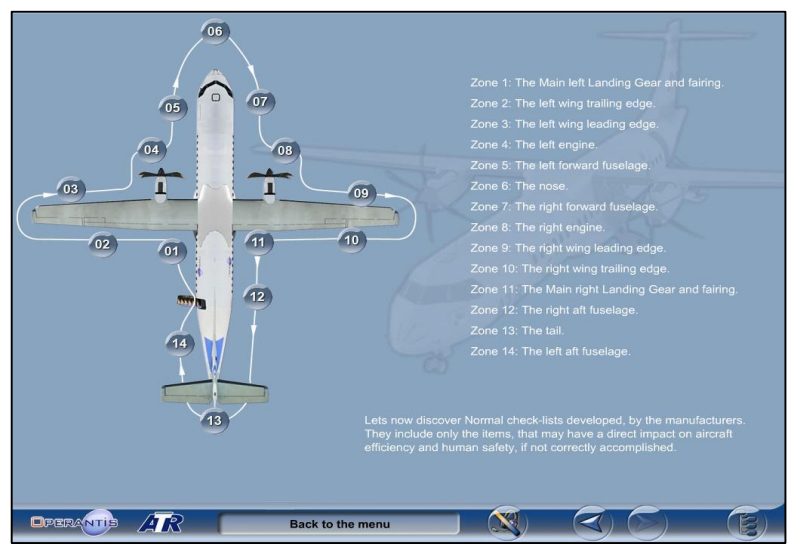 06
05
07
04
08
03
09
02
01
11
10
12
14
13
Zone 1: The Main left Landing Gear and fairing.
Zone 2: The left wing trailing edge.
Zone 3: The left wing leading edge.
Zone 4: The left engine.
Zone 5: The left forward fuselage.
Zone 6: The nose.
Zone 7: The right forward fuselage.
Zone 8: The right engine.
Zone 9: The right wing leading edge.
Zone 10: The right wing trailing edge.
Zone 11: The Main right Landing Gear and fairing.
Zone 12: The right aft fuselage.
Zone 13: The tail.
Zone 14: The left aft fuselage.
Lets now discover Normal check-lists developed, by the manufacturers.
They include only the items, that may have a direct impact on aircraft
efficiency and human safety, if not correctly accomplished.
OPERANTIS
ATR
Back to the menu